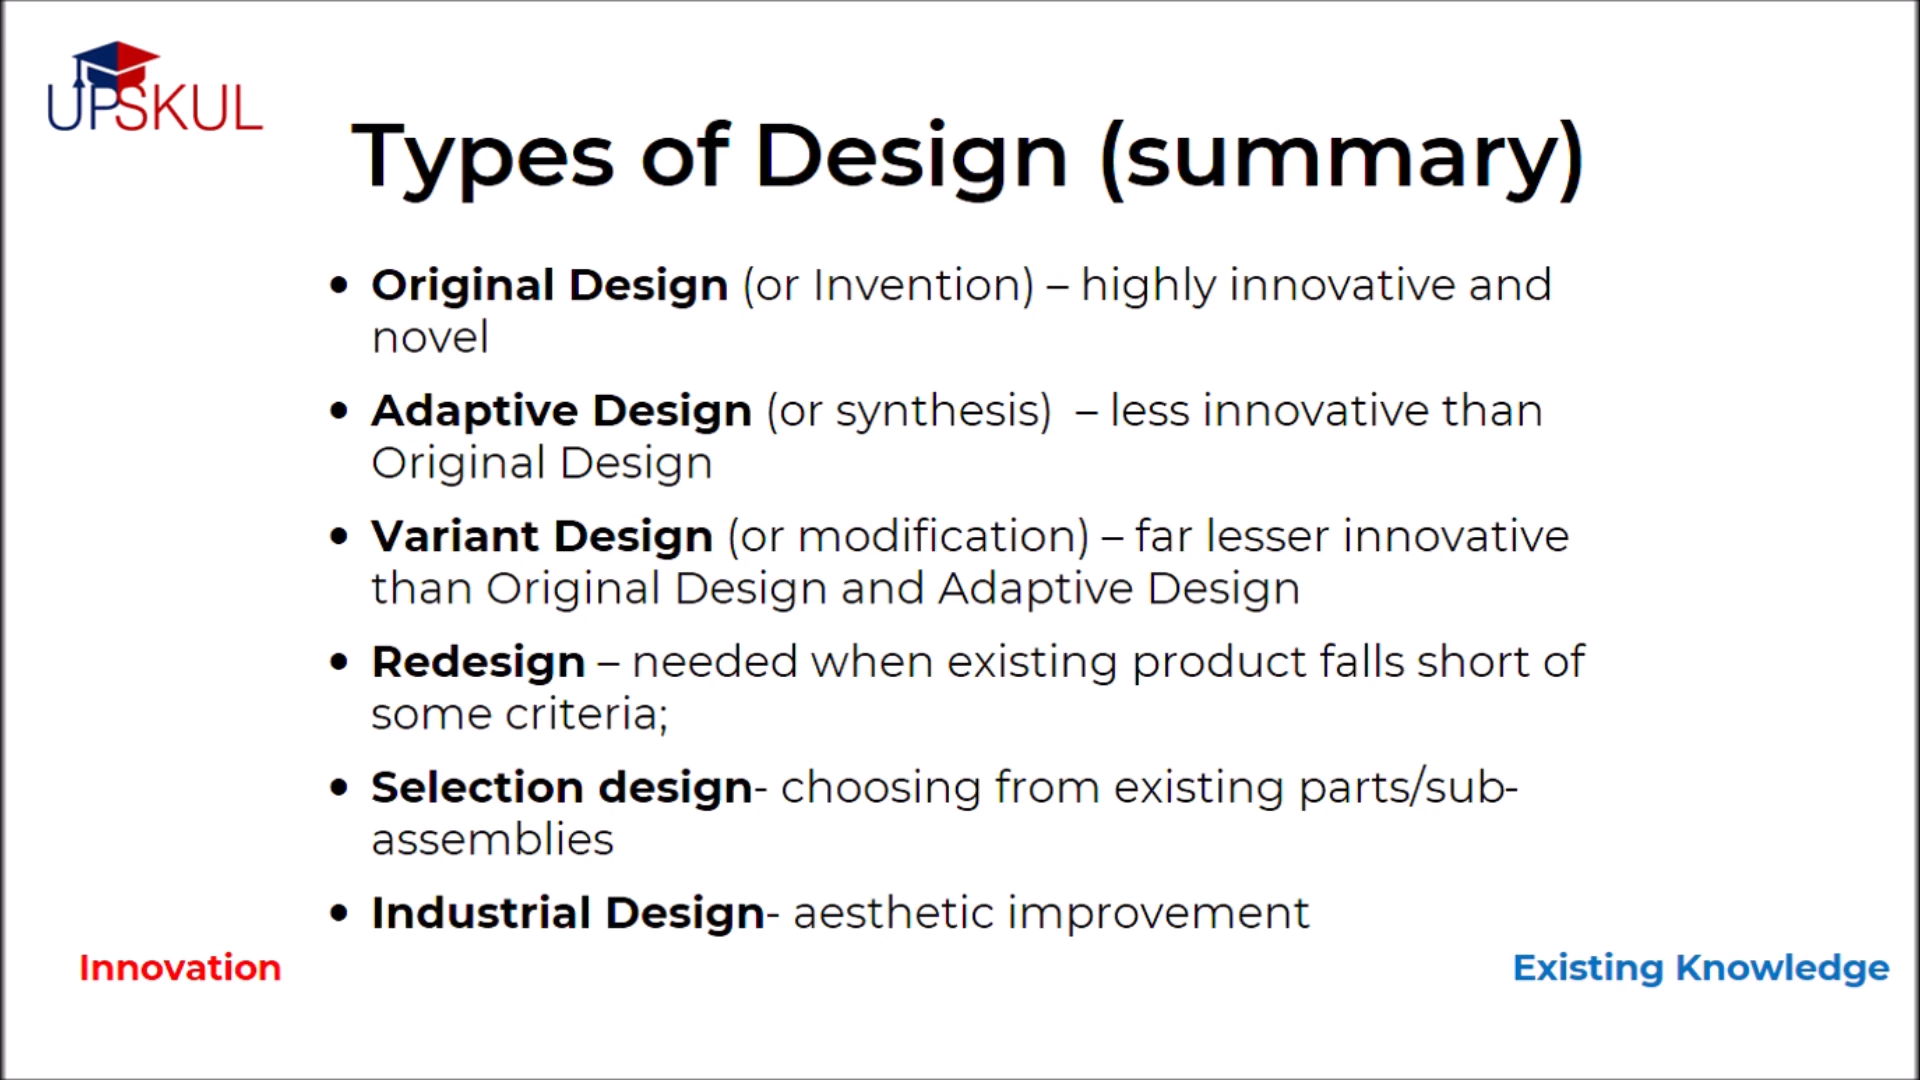 UPSKUL
Types of Design (summary)
• Original Design (or Invention) – highly innovative and
novel
• Adaptive Design (or synthesis)  – less innovative than
Original Design
• Variant Design (or modification) – far lesser innovative
than Original Design and Adaptive Design
• Redesign – needed when existing product falls short of
some criteria;
• Selection design- choosing from existing parts/sub-
assemblies
• Industrial Design- aesthetic improvement
Innovation
Existing Knowledge